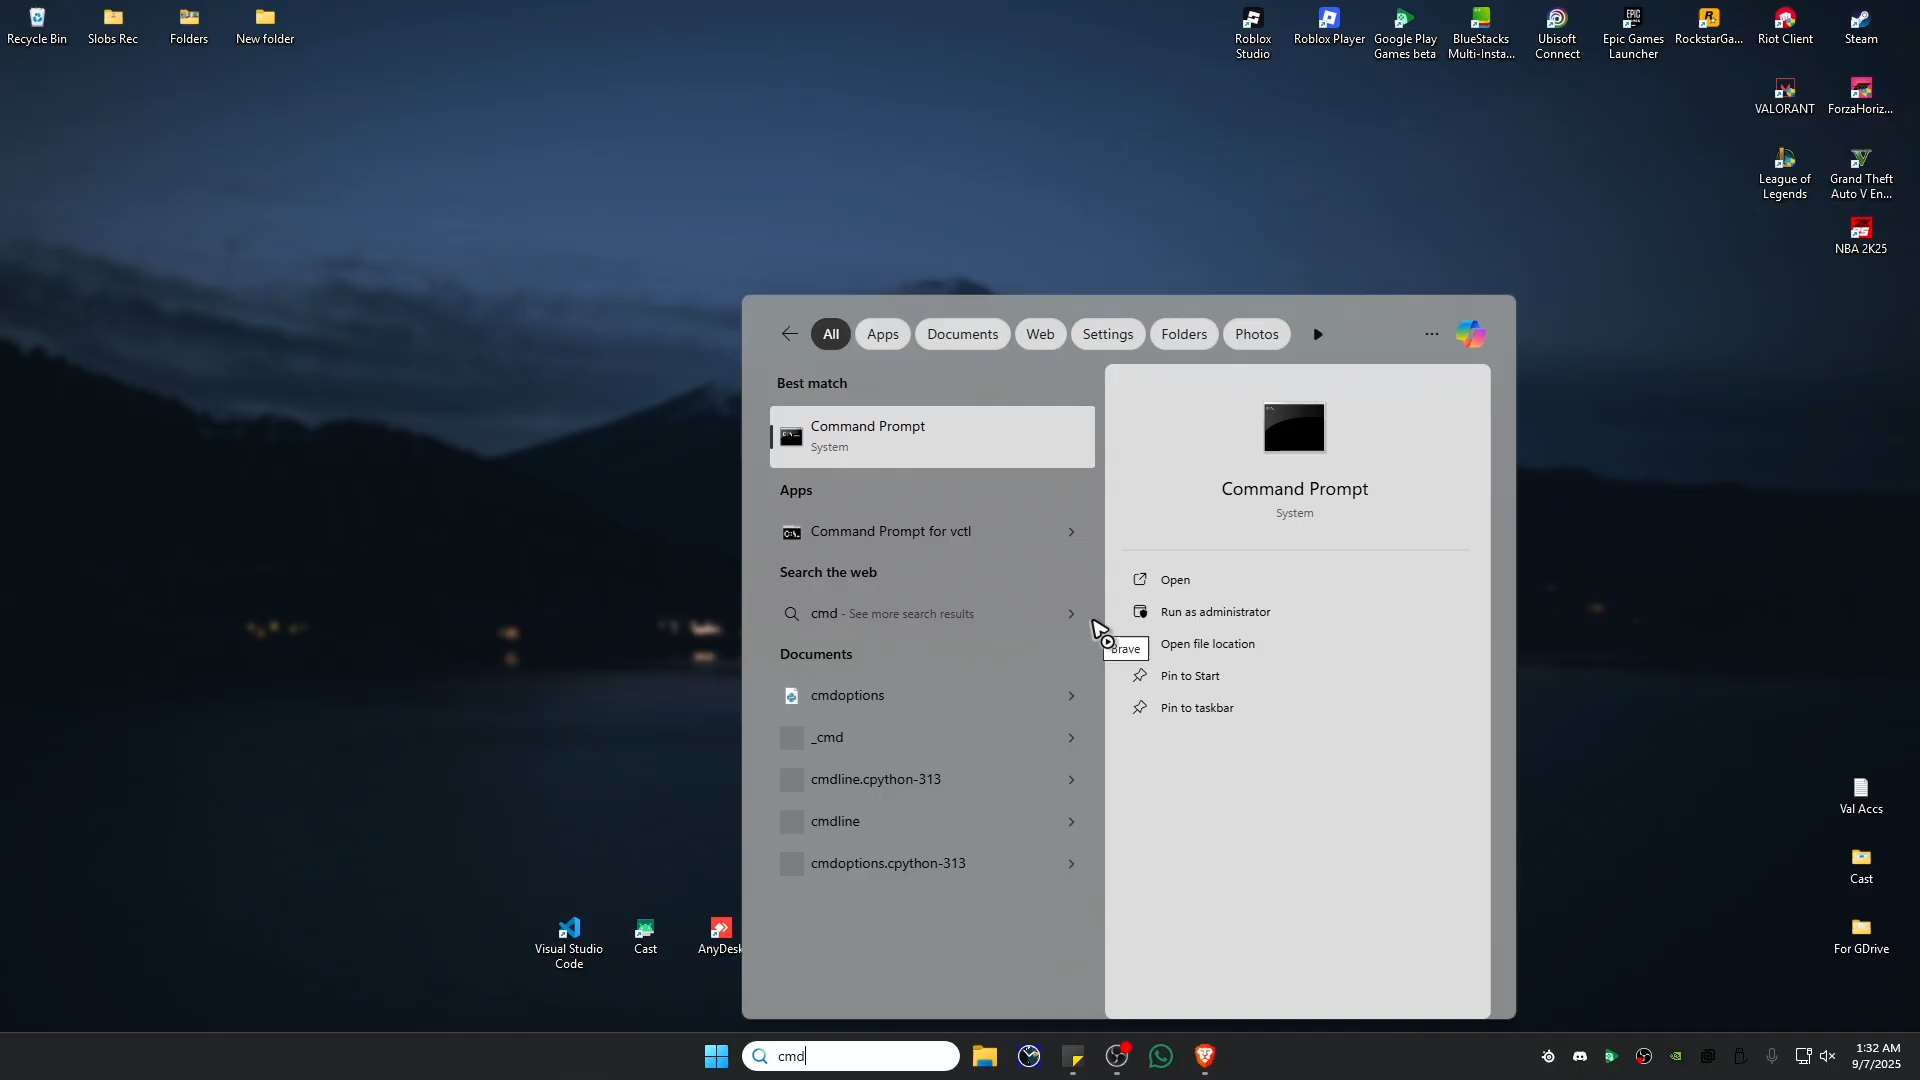 Recycle Bin
Slobs Rec
Folders
New folder
Roblox
Studio
Roblox Player
Google Play
Games beta
BlueStacks
Multi-Insta...
Ubisoft
Connect
Epic Games
Launcher
RockstarGa...
Riot Client
Steam
VALORANT
ForzaHoriz...
League of
Legends
Grand Theft
Auto V En...
NBA 2K25
All
Apps
Documents
Web
Settings
Folders
Photos
Best match
Command Prompt
System
Apps
Command Prompt for vctl
Search the web
cmd - See more search results
Documents
cmdoptions
_cmd
cmdline.cpython-313
cmdline
cmdoptions.cpython-313
Command Prompt
System
Open
Run as administrator
Open file location
Pin to Start
Pin to taskbar
Brave
Val Accs
Cast
For GDrive
Visual Studio
Code
Cast
AnyDesk
cmd
1:32 AM
9/7/2025